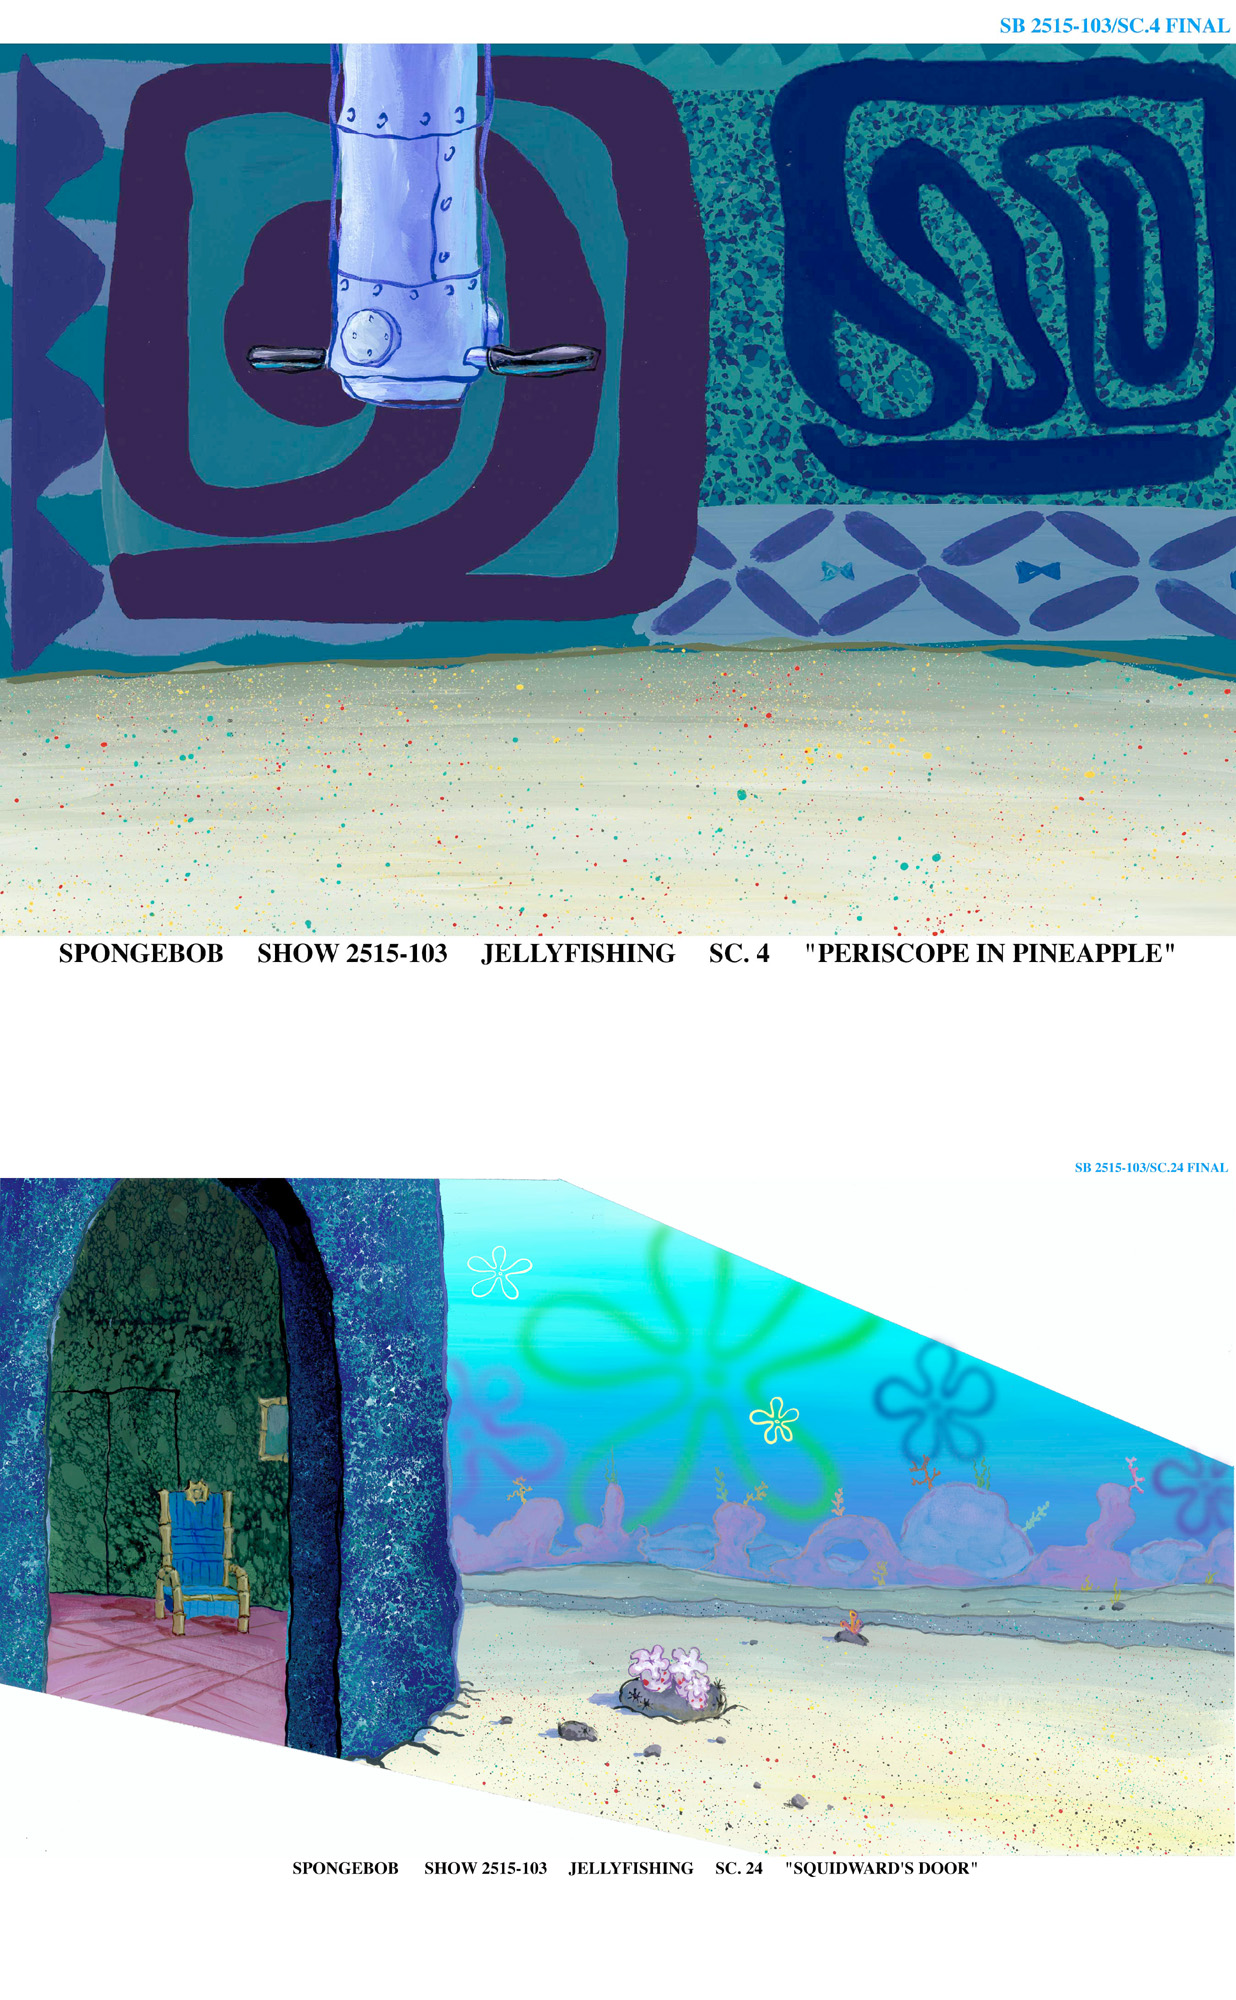 SB 2515-103/SC.4 FINAL
SPONGEBOB SHOW 2515-103 JELLYFISHING SC. 4 "PERISCOPE IN PINEAPPLE"
SB 2515-103/SC.24 FINAL
SPONGEBOB SHOW 2515-103 JELLYFISHING SC. 24 "SQUIDWARD'S DOOR"